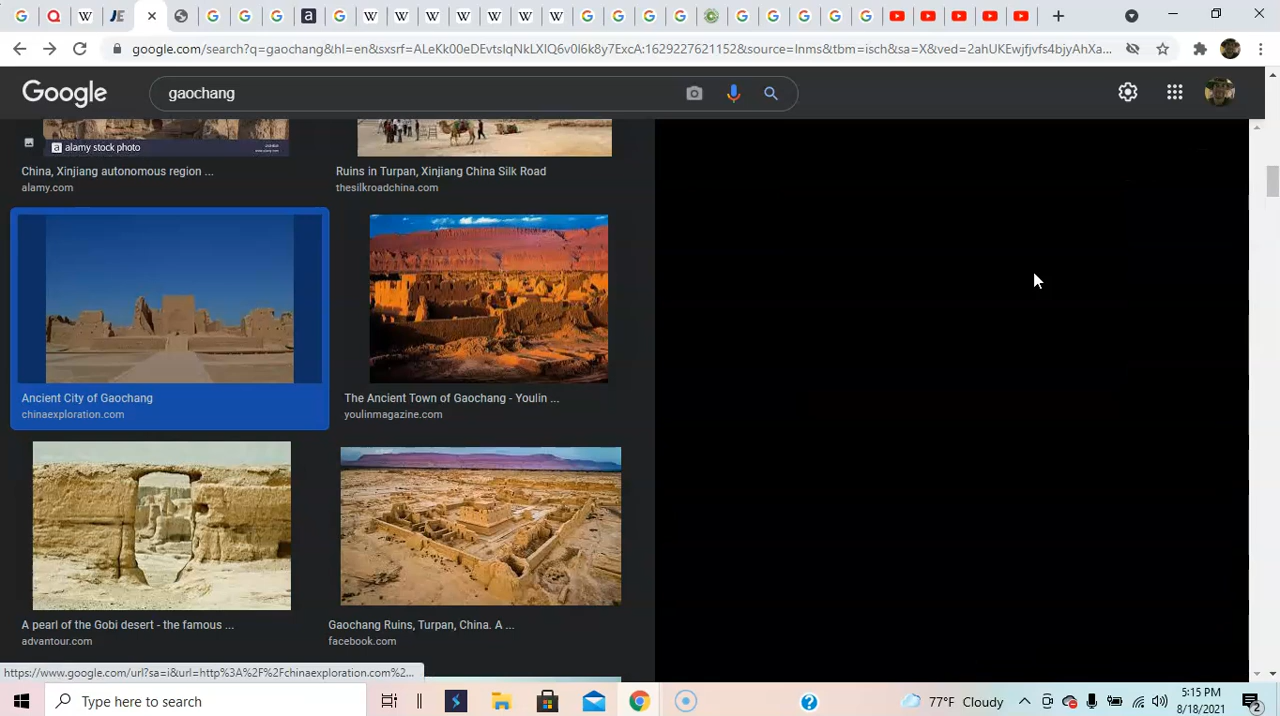 google.com/search?q=gaochang&hl=en&sxsrf=ALeKk00eDEvtsIqNkLXIQ6v0I6k8y7ExcA:1629227621152&source=lnms&tbm=isch&sa=X&ved=2ahUKEwjfjvfs4bjyAhXa...
Google
gaochang
a alamy stock photo
China, Xinjiang autonomous region ...
alamy.com
Ruins in Turpan, Xinjiang China Silk Road
thesilkroadchina.com
Ancient City of Gaochang
chinaexploration.com
The Ancient Town of Gaochang - Youlin ...
youlinmagazine.com
A pearl of the Gobi desert - the famous ...
advantour.com
Gaochang Ruins, Turpan, China. A ...
facebook.com
https://www.google.com/url?sa=i&url=http%3A%2F%2Fchinaexploration.com%2...
Type here to search
77°F Cloudy
5:15 PM
8/18/2021
2